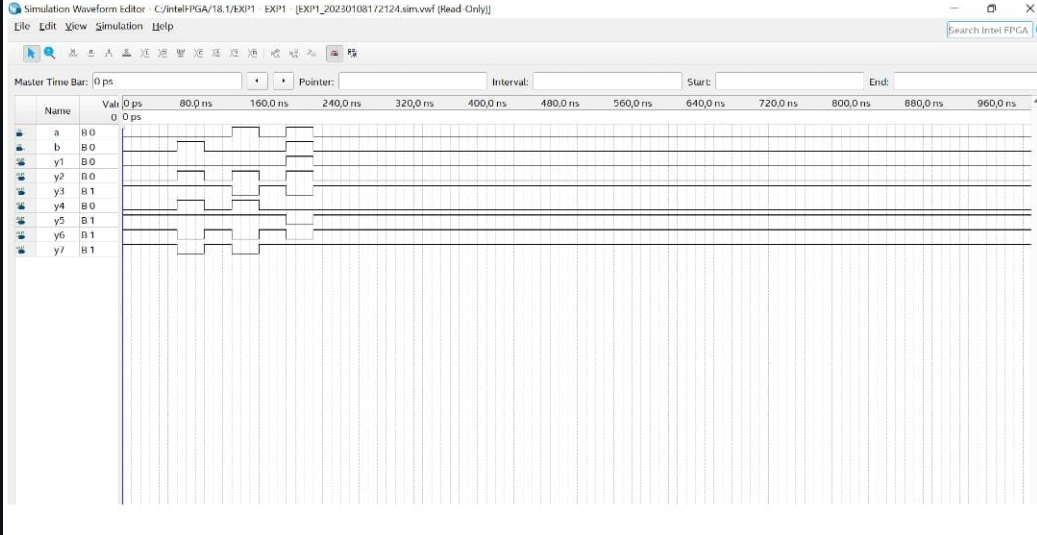 Simulation Waveform Editor - C:/intelFPGA/18.1/EXP1 - EXP1 - [EXP1_20230108172124.sim.vwf (Read-Only)]
File Edit View Simulation Help
Search Intel FPGA
Master Time Bar: 0 ps Pointer: Interval: Start: End:
Name Valu 0 ps 80.0 ns 160.0 ns 240.0 ns 320.0 ns 400.0 ns 480.0 ns 560.0 ns 640.0 ns 720.0 ns 800.0 ns 880.0 ns 960.0 ns
0 0 ps
a B 0
b B 0
y1 B 0
y2 B 0
y3 B 1
y4 B 0
y5 B 1
y6 B 1
y7 B 1